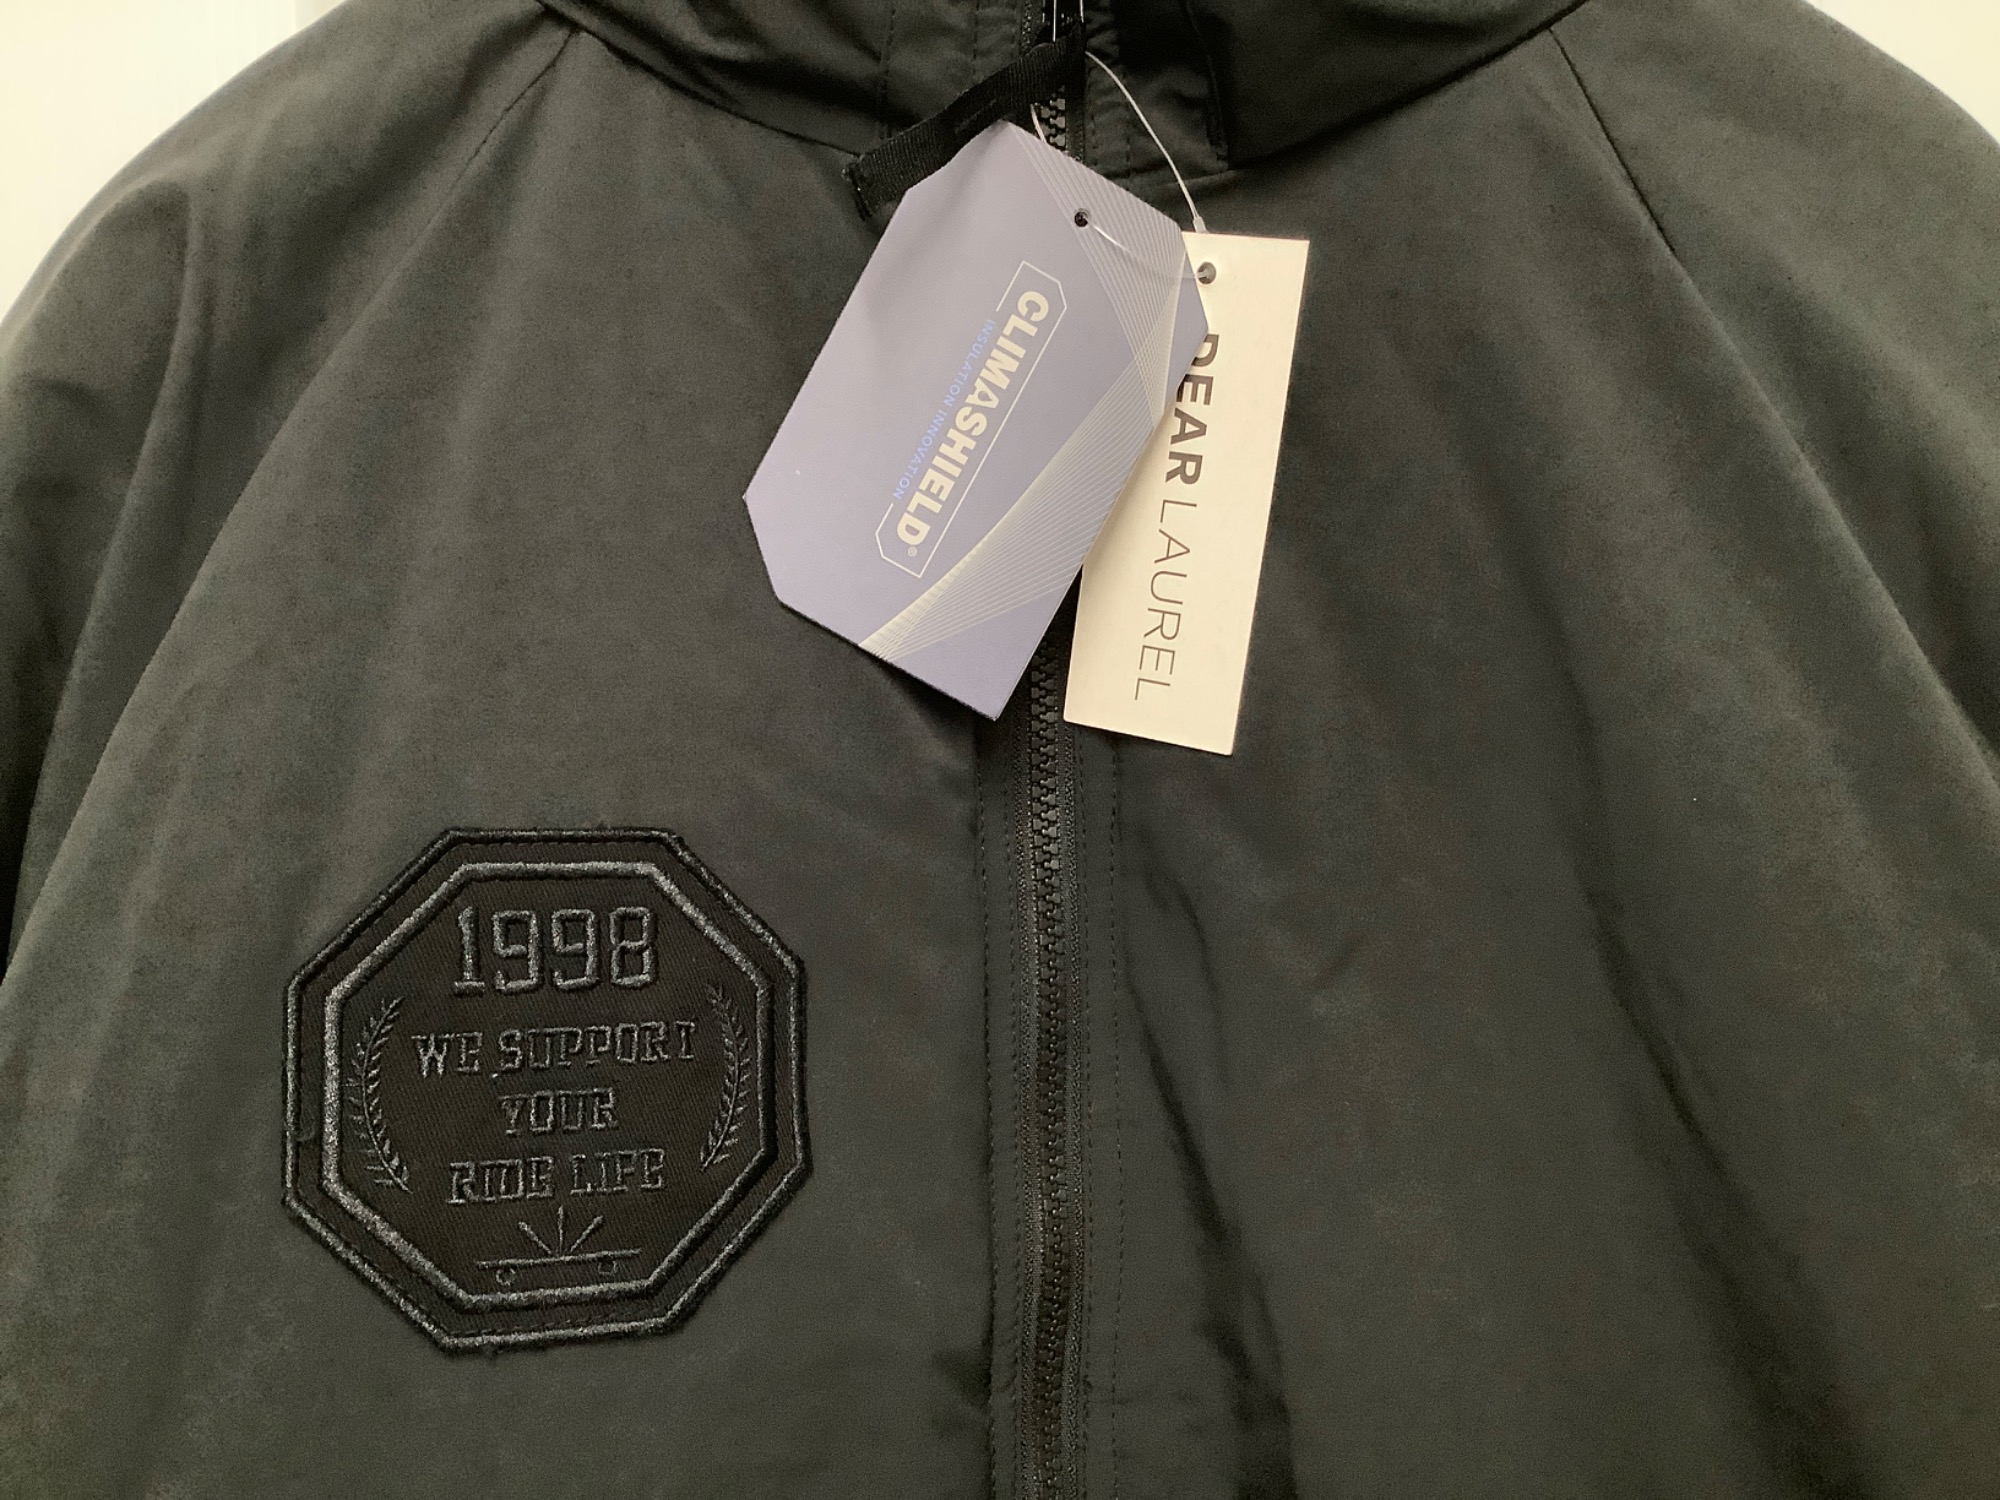 CLIMASHIELD®
INSULATION INNOVATION
DEAR LAUREL
1998
WE SUPPORT
YOUR
RIDE LIFE